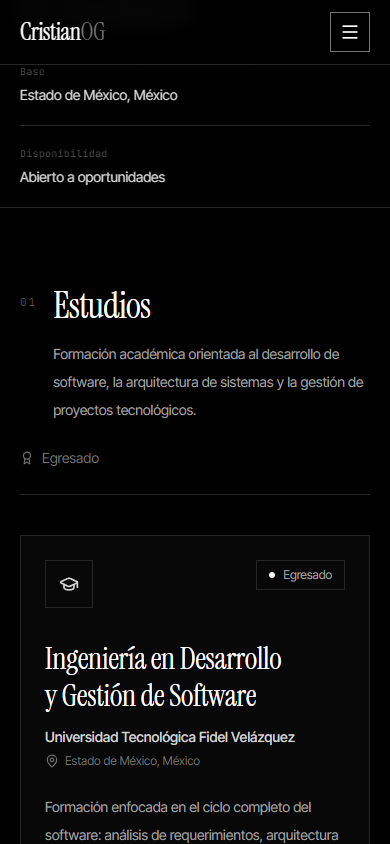 CristianOG
Base
Estado de México, México
Disponibilidad
Abierto a oportunidades
01
Estudios
Formación académica orientada al desarrollo de
software, la arquitectura de sistemas y la gestión de
proyectos tecnológicos.
Egresado
Egresado
Ingeniería en Desarrollo
y Gestión de Software
Universidad Tecnológica Fidel Velázquez
Estado de México, México
Formación enfocada en el ciclo completo del
software: análisis de requerimientos, arquitectura